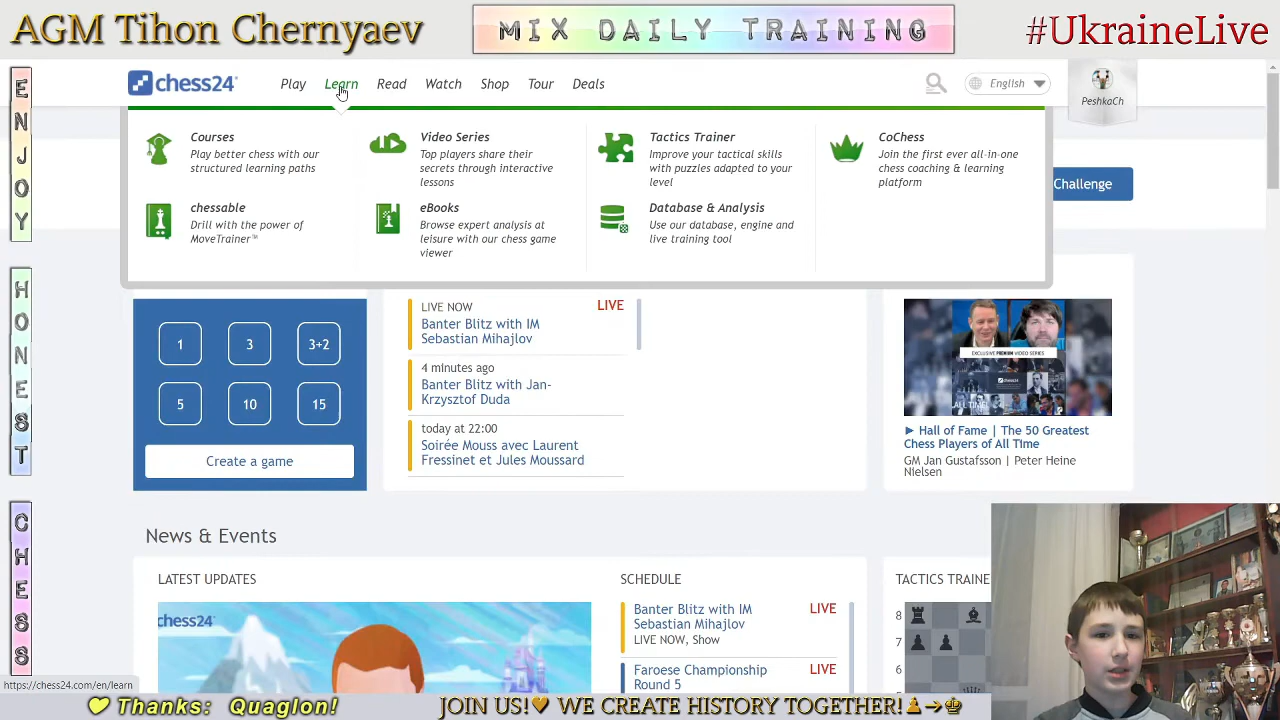 AGM Tihon Chernyaev
MIX DAILY TRAINING
#UkraineLive
ENJOY
HONEST
CHESS
chess24
Play
Learn
Read
Watch
Shop
Tour
Deals
English
PeshkaCh
Courses
Play better chess with our
structured learning paths
Video Series
Top players share their
secrets through interactive
lessons
Tactics Trainer
Improve your tactical skills
with puzzles adapted to your
level
CoChess
Join the first ever all-in-one
chess coaching & learning
platform
chessable
Drill with the power of
MoveTrainer™
eBooks
Browse expert analysis at
leisure with our chess game
viewer
Database & Analysis
Use our database, engine and
live training tool
Challenge
1
3
3+2
5
10
15
Create a game
LIVE NOW
LIVE
Banter Blitz with IM
Sebastian Mihajlov
4 minutes ago
Banter Blitz with Jan-
Krzysztof Duda
today at 22:00
Soirée Mouss avec Laurent
Fressinet et Jules Moussard
EXCLUSIVE PREMIUM VIDEO SERIES
Hall of Fame | The 50 Greatest
Chess Players of All TIme
GM Jan Gustafsson | Peter Heine
Nielsen
News & Events
LATEST UPDATES
chess24
SCHEDULE
Banter Blitz with IM
LIVE
Sebastian Mihajlov
LIVE NOW, Show
Faroese Championship
LIVE
Round 5
TACTICS TRAINE
8
7
6
https://chess24.com/en/learn
Thanks: Quaglon!
JOIN US! WE CREATE HISTORY TOGETHER!